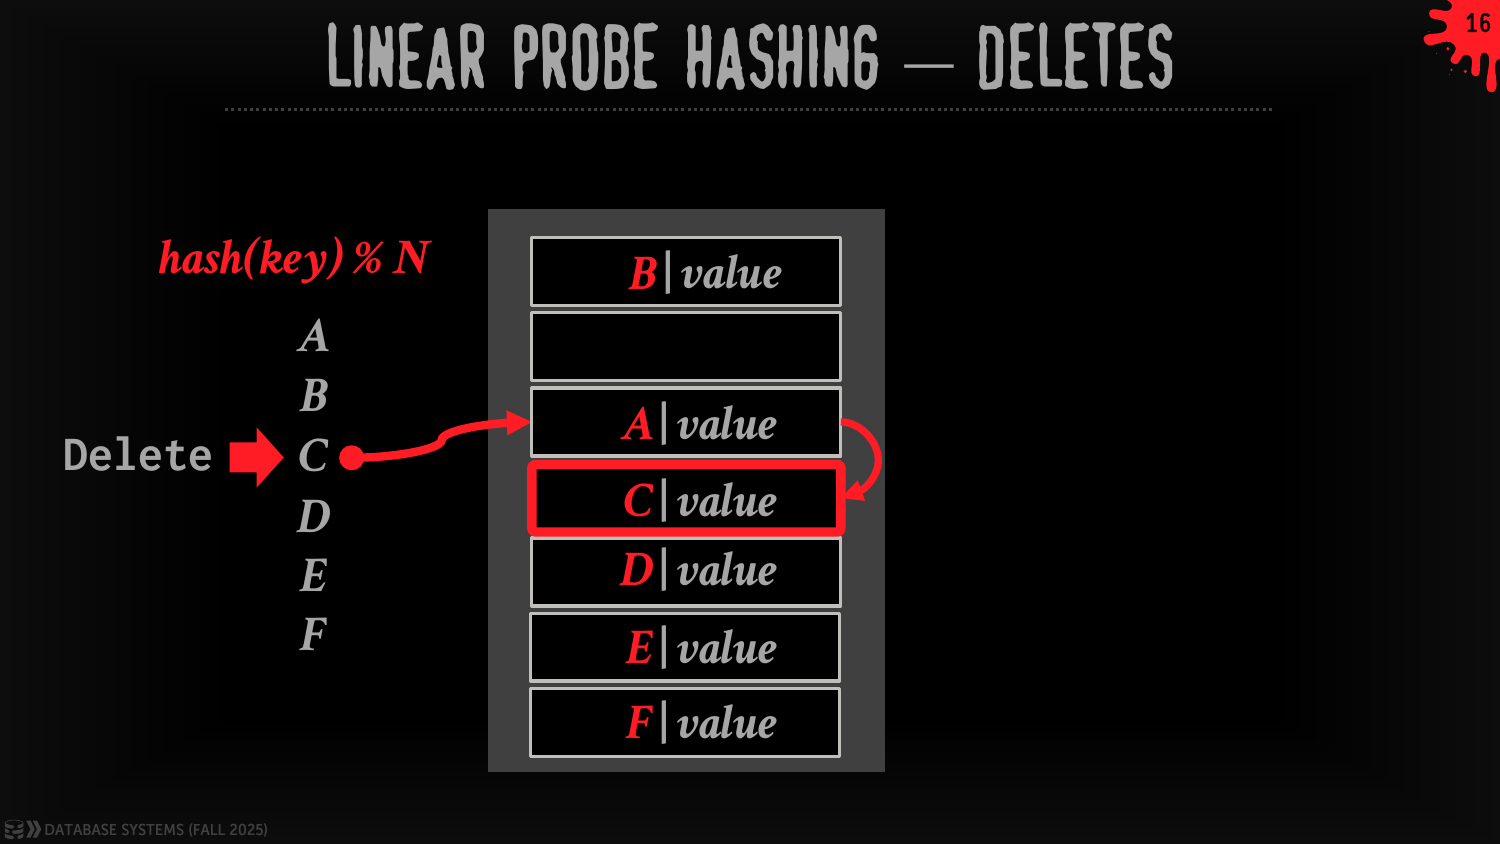 LINEAR PROBE HASHING — DELETES
16
hash(key) % N
A
B
Delete C
D
E
F
B|value
A|value
C|value
D|value
E|value
F|value
DATABASE SYSTEMS (FALL 2025)